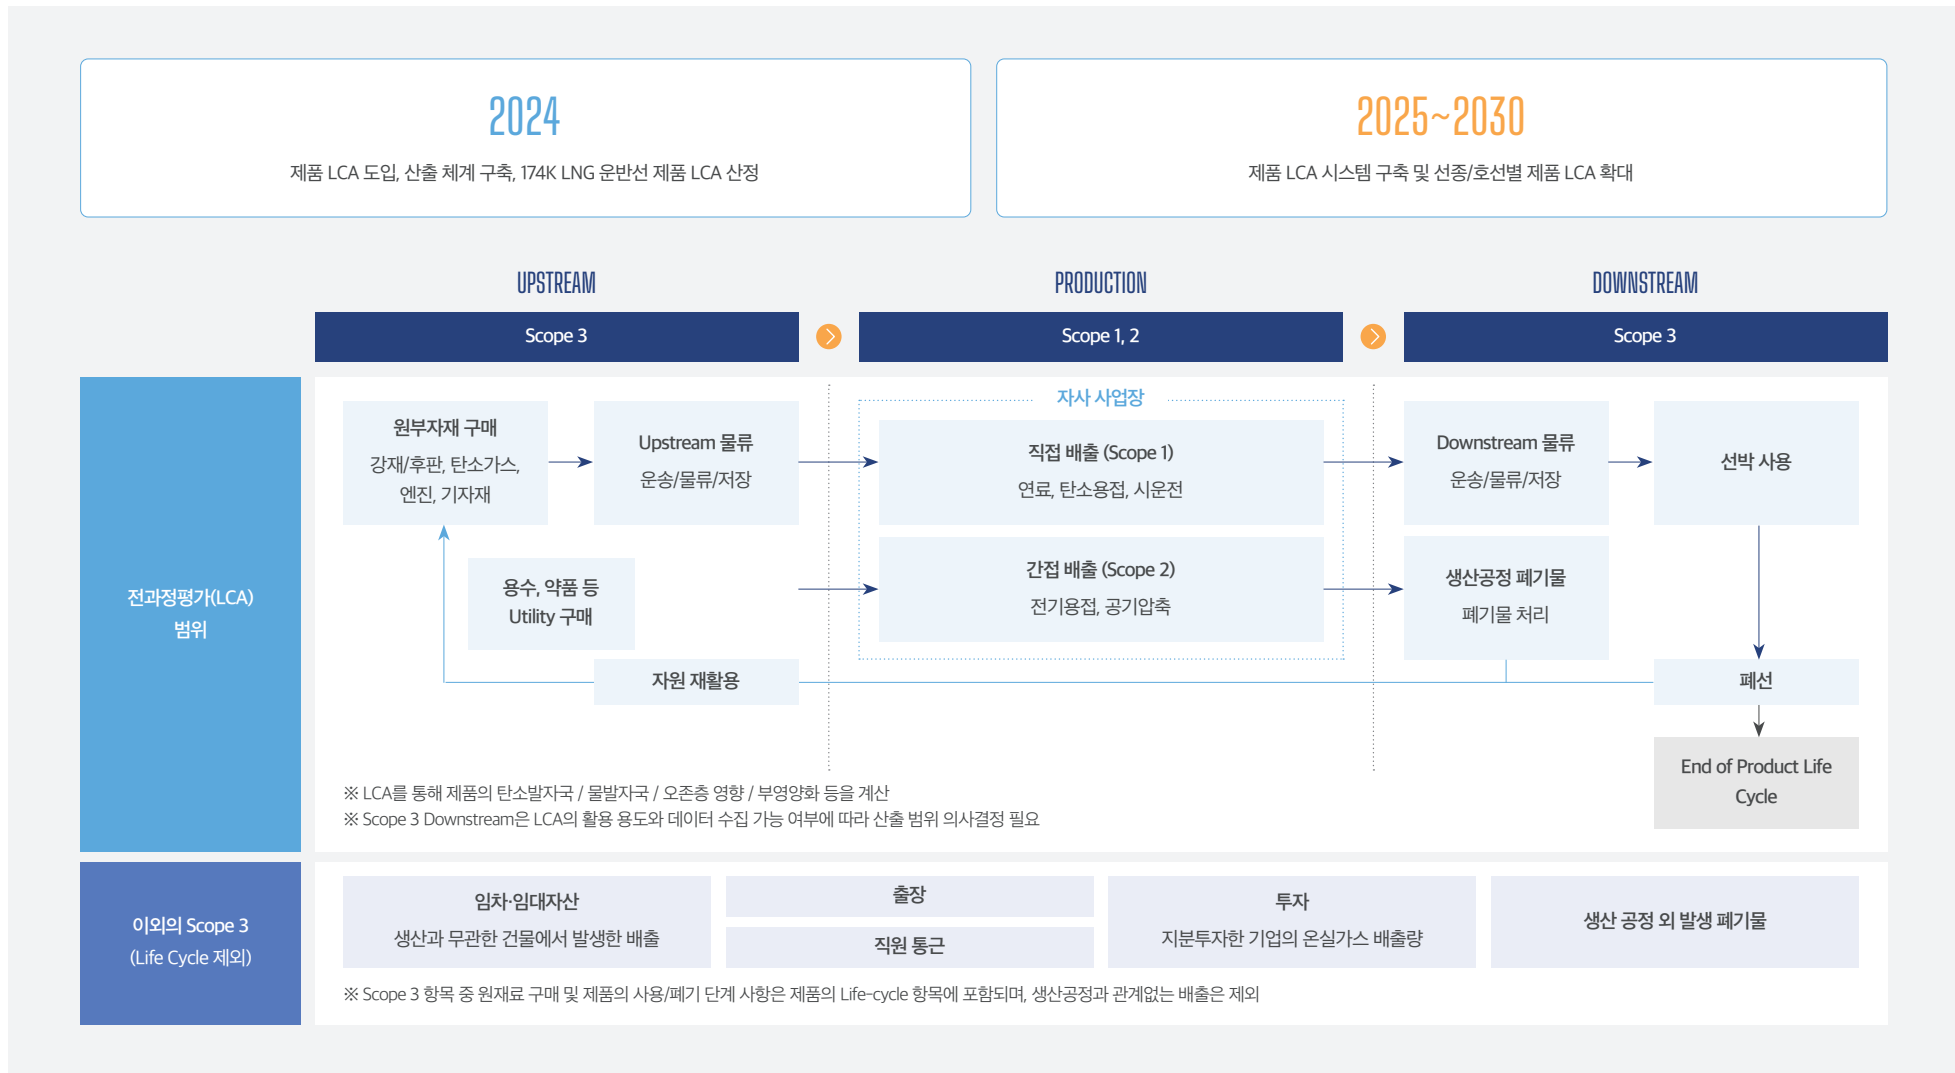 2024
제품 LCA 도입, 산출 체계 구축, 174K LNG 운반선 제품 LCA 산정
2025~2030
제품 LCA 시스템 구축 및 선종/호선별 제품 LCA 확대
UPSTREAM
PRODUCTION
DOWNSTREAM
Scope 3
Scope 1, 2
Scope 3
전과정평가(LCA)
범위
원부자재 구매
강재/후판, 탄소가스,
엔진, 기자재
Upstream 물류
운송/물류/저장
용수, 약품 등
Utility 구매
자원 재활용
자사 사업장
직접 배출 (Scope 1)
연료, 탄소용접, 시운전
간접 배출 (Scope 2)
전기용접, 공기압축
Downstream 물류
운송/물류/저장
선박 사용
생산공정 폐기물
폐기물 처리
폐선
End of Product Life
Cycle
※ LCA를 통해 제품의 탄소발자국 / 물발자국 / 오존층 영향 / 부영양화 등을 계산
※ Scope 3 Downstream은 LCA의 활용 용도와 데이터 수집 가능 여부에 따라 산출 범위 의사결정 필요
이외의 Scope 3
(Life Cycle 제외)
임차·임대자산
생산과 무관한 건물에서 발생한 배출
출장
직원 통근
투자
지분투자한 기업의 온실가스 배출량
생산 공정 외 발생 폐기물
※ Scope 3 항목 중 원재료 구매 및 제품의 사용/폐기 단계 사항은 제품의 Life-cycle 항목에 포함되며, 생산공정과 관계없는 배출은 제외